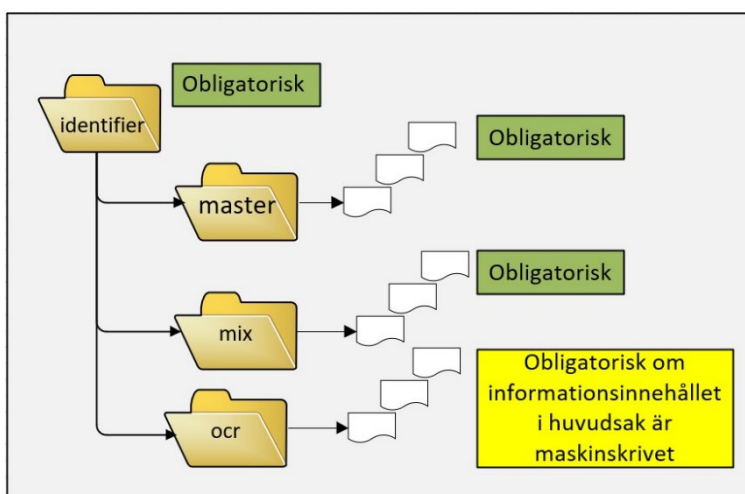 Obligatorisk
identifier
Obligatorisk
master
Obligatorisk
mix
Obligatorisk om
informationsinnehållet
i huvudsak är
maskinskrivet
ocr